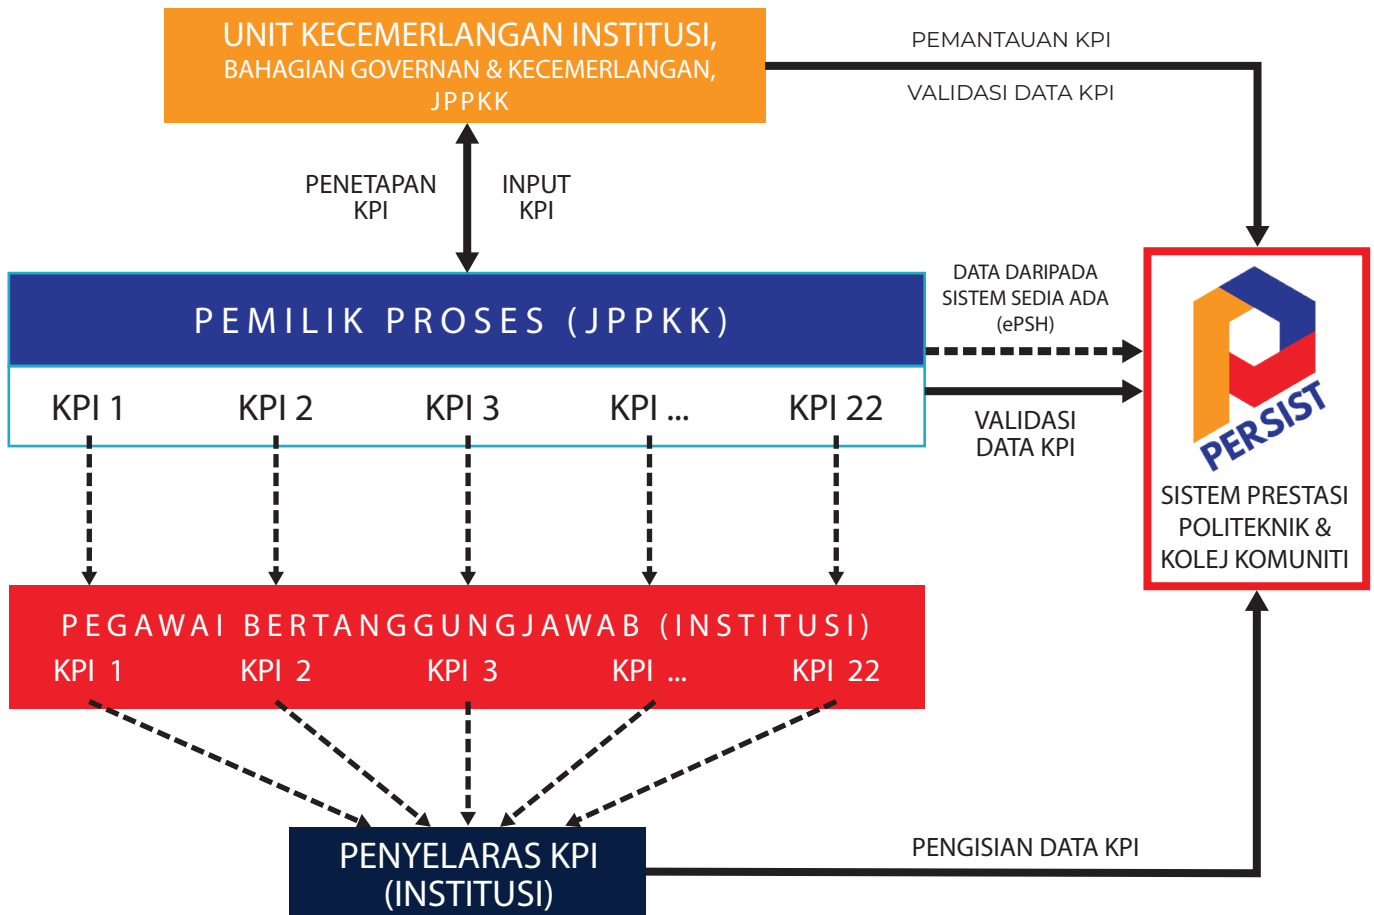 UNIT KECEMERLANGAN INSTITUSI,
BAHAGIAN GOVERNAN & KECEMERLANGAN,
JPPKK
PEMANTAUAN KPI
VALIDASI DATA KPI
PENETAPAN
KPI
INPUT
KPI
PEMILIK PROSES (JPPKK)
KPI 1
KPI 2
KPI 3
KPI ...
KPI 22
DATA DARIPADA
SISTEM SEDIA ADA
(ePSH)
VALIDASI
DATA KPI
PERSIST
SISTEM PRESTASI
POLITEKNIK &
KOLEJ KOMUNITI
PEGAWAI BERTANGGUNGJAWAB (INSTITUSI)
KPI 1
KPI 2
KPI 3
KPI ...
KPI 22
PENYELARAS KPI
(INSTITUSI)
PENGISIAN DATA KPI